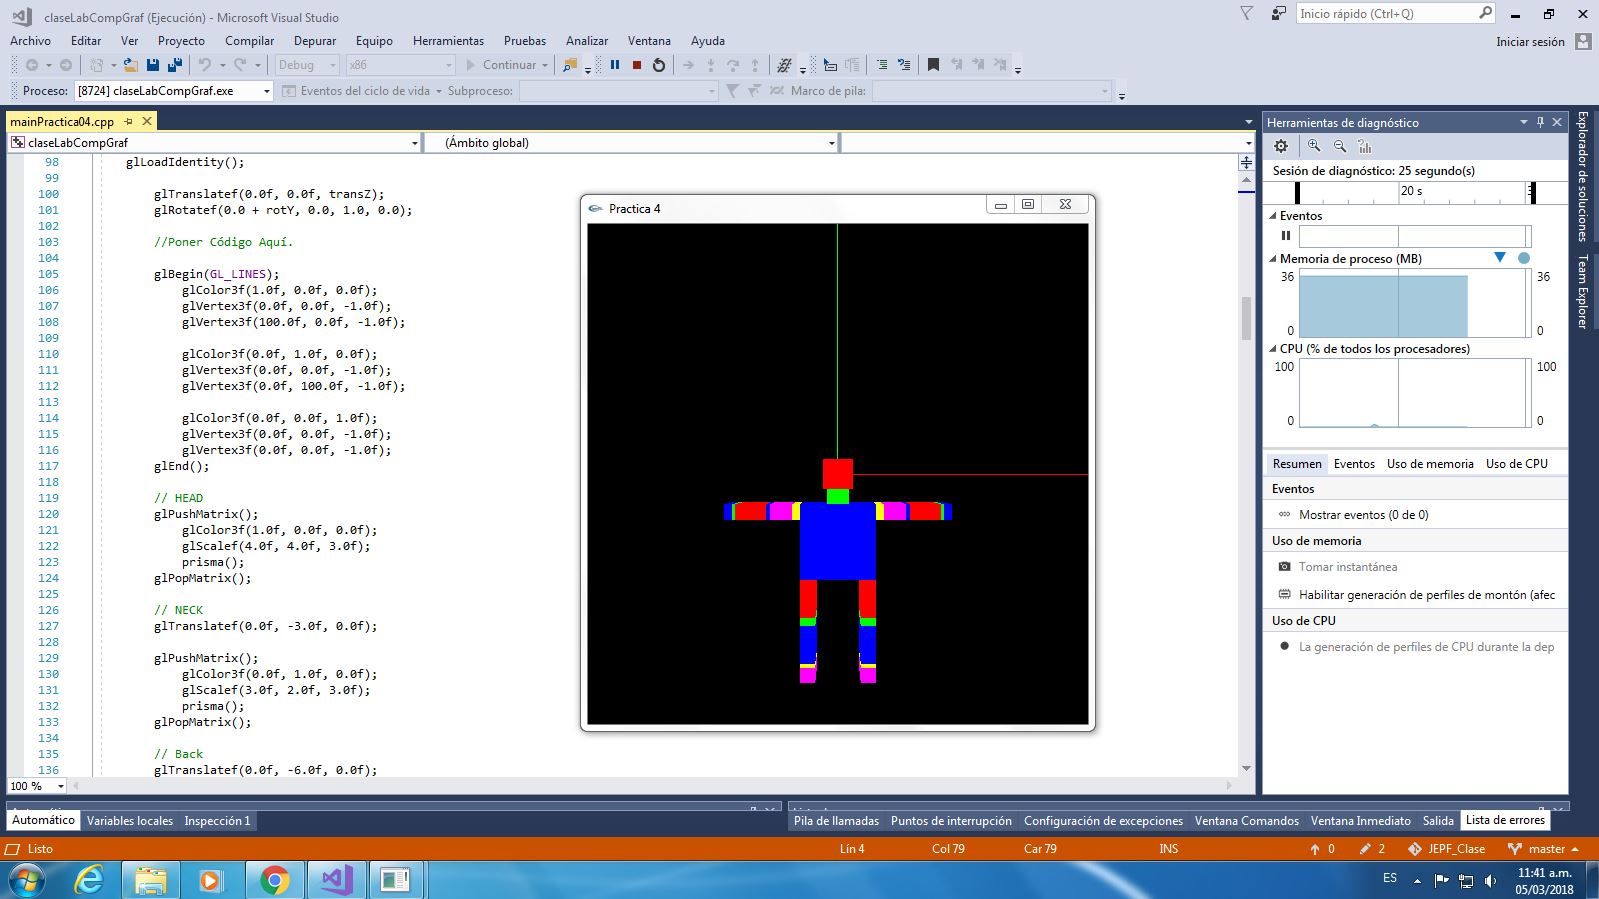 claseLabCompGraf (Ejecución) - Microsoft Visual Studio
Inicio rápido (Ctrl+Q)
Archivo Editar Ver Proyecto Compilar Depurar Equipo Herramientas Pruebas Analizar Ventana Ayuda
Iniciar sesión
Debug x86 Continuar
Proceso: [8724] claseLabCompGraf.exe Eventos del ciclo de vida Subproceso: Marco de pila:
mainPractica04.cpp
claseLabCompGraf (Ámbito global)
98 glLoadIdentity();
99
100 glTranslatef(0.0f, 0.0f, transZ);
101 glRotatef(0.0 + rotY, 0.0, 1.0, 0.0);
102
103 //Poner Código Aquí.
104
105 glBegin(GL_LINES);
106 glColor3f(1.0f, 0.0f, 0.0f);
107 glVertex3f(0.0f, 0.0f, -1.0f);
108 glVertex3f(100.0f, 0.0f, -1.0f);
109
110 glColor3f(0.0f, 1.0f, 0.0f);
111 glVertex3f(0.0f, 0.0f, -1.0f);
112 glVertex3f(0.0f, 100.0f, -1.0f);
113
114 glColor3f(0.0f, 0.0f, 1.0f);
115 glVertex3f(0.0f, 0.0f, -1.0f);
116 glVertex3f(0.0f, 0.0f, -1.0f);
117 glEnd();
118
119 // HEAD
120 glPushMatrix();
121 glColor3f(1.0f, 0.0f, 0.0f);
122 glScalef(4.0f, 4.0f, 3.0f);
123 prisma();
124 glPopMatrix();
125
126 // NECK
127 glTranslatef(0.0f, -3.0f, 0.0f);
128
129 glPushMatrix();
130 glColor3f(0.0f, 1.0f, 0.0f);
131 glScalef(3.0f, 2.0f, 3.0f);
132 prisma();
133 glPopMatrix();
134
135 // Back
136 glTranslatef(0.0f, -6.0f, 0.0f);
100 %
Practica 4
Herramientas de diagnóstico
Sesión de diagnóstico: 25 segundo(s)
20 s
Eventos
Memoria de proceso (MB)
36 36
0 0
CPU (% de todos los procesadores)
100 100
0 0
Resumen Eventos Uso de memoria Uso de CPU
Eventos
Mostrar eventos (0 de 0)
Uso de memoria
Tomar instantánea
Habilitar generación de perfiles de montón (afec
Uso de CPU
La generación de perfiles de CPU durante la dep
Explorador de soluciones
Team Explorer
Automático Variables locales Inspección 1
Pila de llamadas Puntos de interrupción Configuración de excepciones Ventana Comandos Ventana Inmediato Salida Lista de errores
Listo Lín 4 Col 79 Car 79 INS 0 2 JEPF_Clase master
ES 11:41 a.m.
05/03/2018